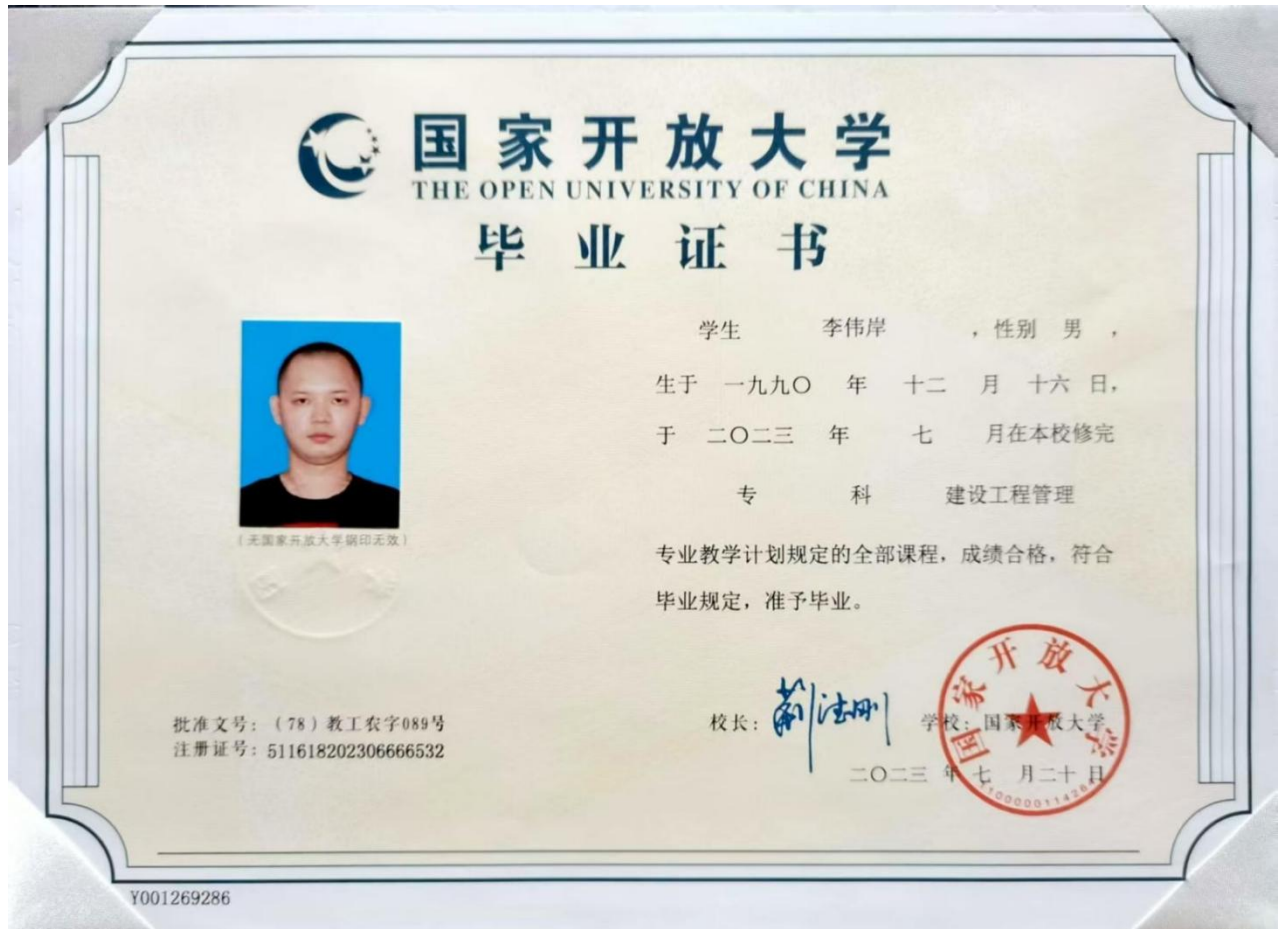 国家开放大学
THE OPEN UNIVERSITY OF CHINA
毕业证书
学生 李伟岸 ，性别 男 ，
生于 一九九〇 年 十二 月 十六 日，
于 二〇二三 年 七 月在本校修完
专 科 建设工程管理
专业教学计划规定的全部课程，成绩合格，符合
毕业规定，准予毕业。
（无国家开放大学钢印无效）
批准文号：（78）教工农字089号
注册证号：511618202306666532
校长： 学校：国家开放大学
二〇二三 年 七 月二十 日
国家开放大学
Y001269286